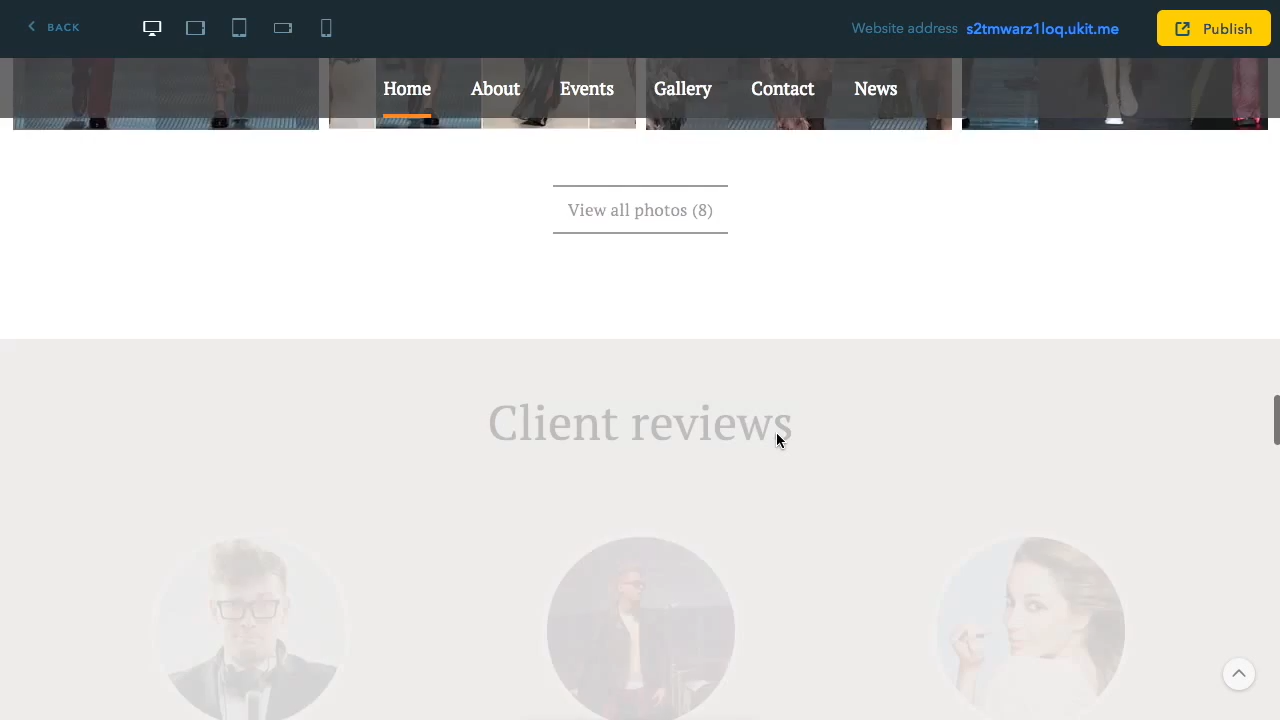 BACK
Website address s2tmwarz1loq.ukit.me
Publish
Home About Events Gallery Contact News
View all photos (8)
Client reviews